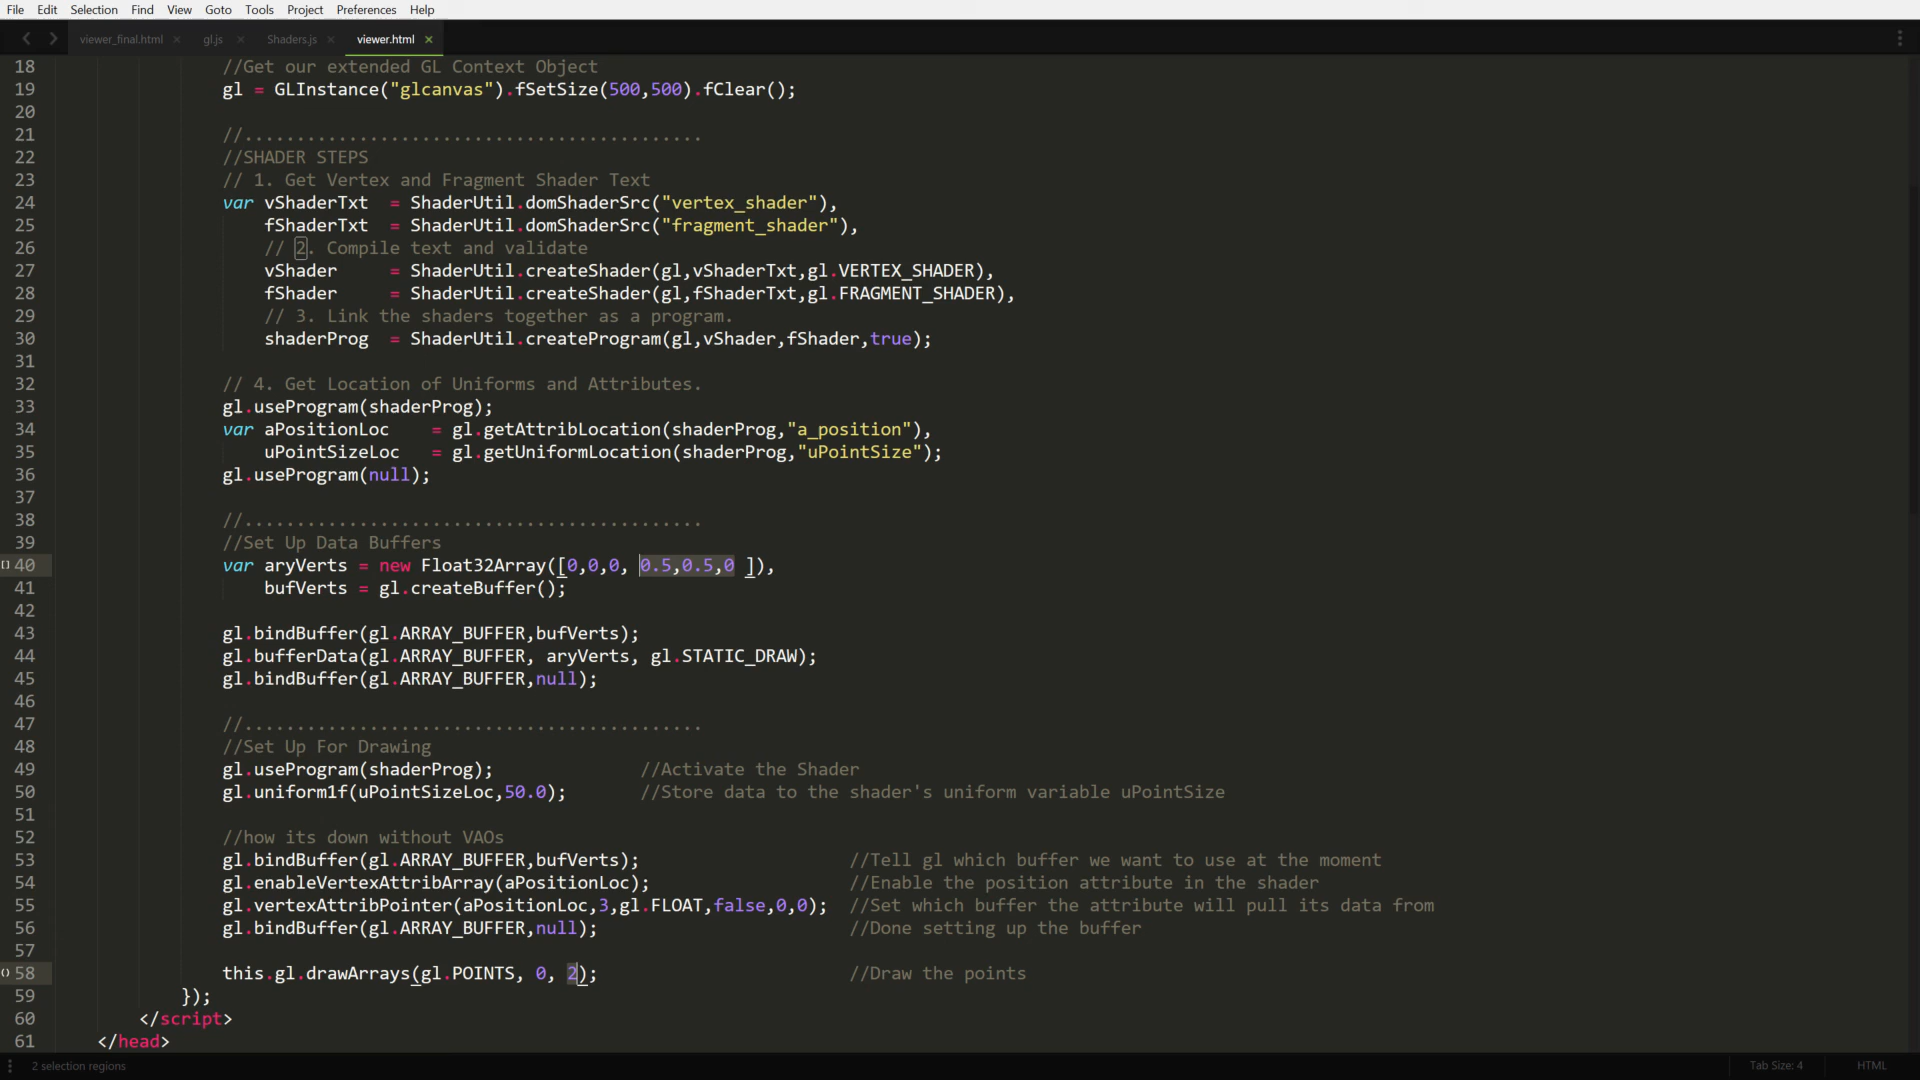 File Edit Selection Find View Goto Tools Project Preferences Help
viewer_final.html × gl.js × Shaders.js × viewer.html ×
18 //Get our extended GL Context Object
19 gl = GLInstance("glcanvas").fSetSize(500,500).fClear();
20
21 //............................................
22 //SHADER STEPS
23 // 1. Get Vertex and Fragment Shader Text
24 var vShaderTxt = ShaderUtil.domShaderSrc("vertex_shader"),
25 fShaderTxt = ShaderUtil.domShaderSrc("fragment_shader"),
26 // 2. Compile text and validate
27 vShader = ShaderUtil.createShader(gl,vShaderTxt,gl.VERTEX_SHADER),
28 fShader = ShaderUtil.createShader(gl,fShaderTxt,gl.FRAGMENT_SHADER),
29 // 3. Link the shaders together as a program.
30 shaderProg = ShaderUtil.createProgram(gl,vShader,fShader,true);
31
32 // 4. Get Location of Uniforms and Attributes.
33 gl.useProgram(shaderProg);
34 var aPositionLoc = gl.getAttribLocation(shaderProg,"a_position"),
35 uPointSizeLoc = gl.getUniformLocation(shaderProg,"uPointSize");
36 gl.useProgram(null);
37
38 //............................................
39 //Set Up Data Buffers
40 var aryVerts = new Float32Array([0,0,0, 0.5,0.5,0 ]),
41 bufVerts = gl.createBuffer();
42
43 gl.bindBuffer(gl.ARRAY_BUFFER,bufVerts);
44 gl.bufferData(gl.ARRAY_BUFFER, aryVerts, gl.STATIC_DRAW);
45 gl.bindBuffer(gl.ARRAY_BUFFER,null);
46
47 //............................................
48 //Set Up For Drawing
49 gl.useProgram(shaderProg); //Activate the Shader
50 gl.uniform1f(uPointSizeLoc,50.0); //Store data to the shader's uniform variable uPointSize
51
52 //how its down without VAOs
53 gl.bindBuffer(gl.ARRAY_BUFFER,bufVerts); //Tell gl which buffer we want to use at the moment
54 gl.enableVertexAttribArray(aPositionLoc); //Enable the position attribute in the shader
55 gl.vertexAttribPointer(aPositionLoc,3,gl.FLOAT,false,0,0); //Set which buffer the attribute will pull its data from
56 gl.bindBuffer(gl.ARRAY_BUFFER,null); //Done setting up the buffer
57
58 this.gl.drawArrays(gl.POINTS, 0, 2); //Draw the points
59 });
60 </script>
61 </head>
2 selection regions Tab Size: 4 HTML